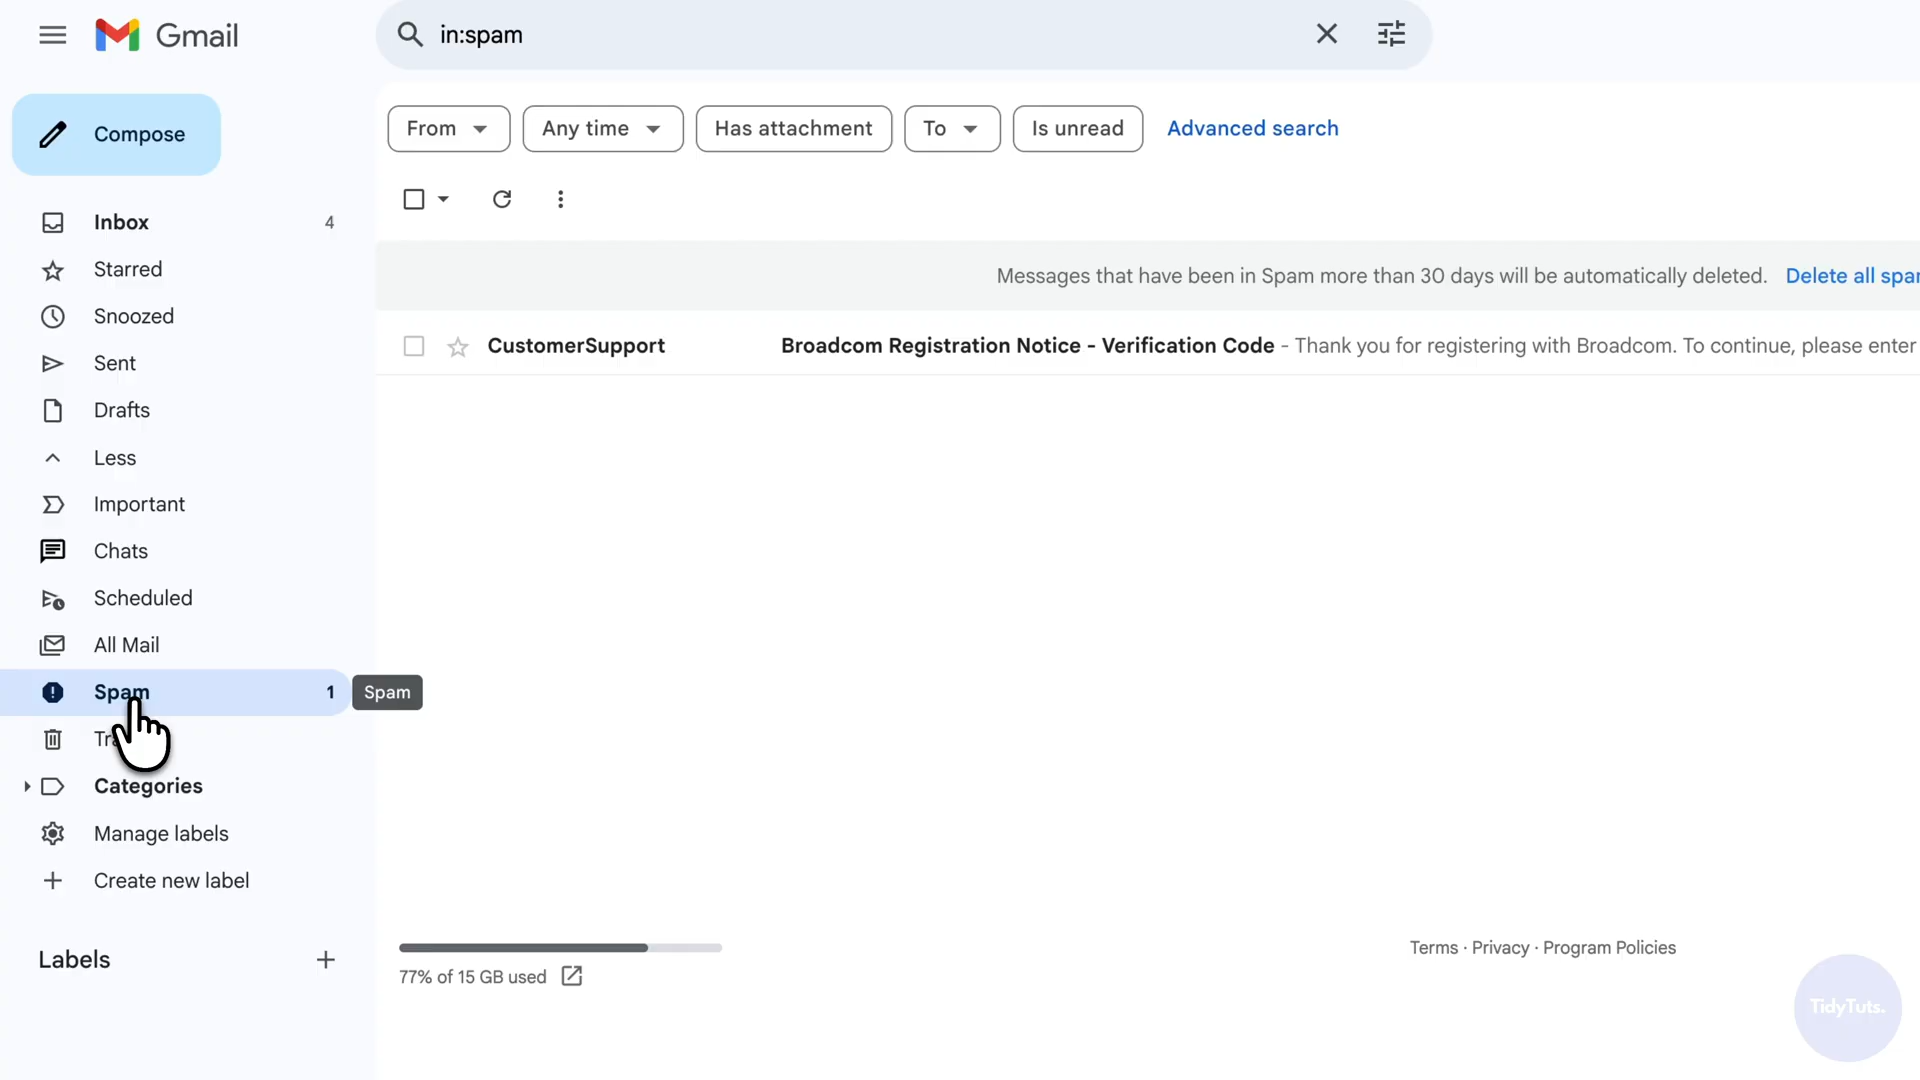 Gmail
in:spam
Compose
From
Any time
Has attachment
To
Is unread
Advanced search
Inbox 4
Starred
Snoozed
Sent
Drafts
Less
Important
Chats
Scheduled
All Mail
Spam 1
Spam
Categories
Manage labels
Create new label
Labels
Messages that have been in Spam more than 30 days will be automatically deleted. Delete all
CustomerSupport Broadcom Registration Notice - Verification Code - Thank you for registering with Broadcom. To continue, please enter
77% of 15 GB used
Terms · Privacy · Program Policies
TidyTuts.